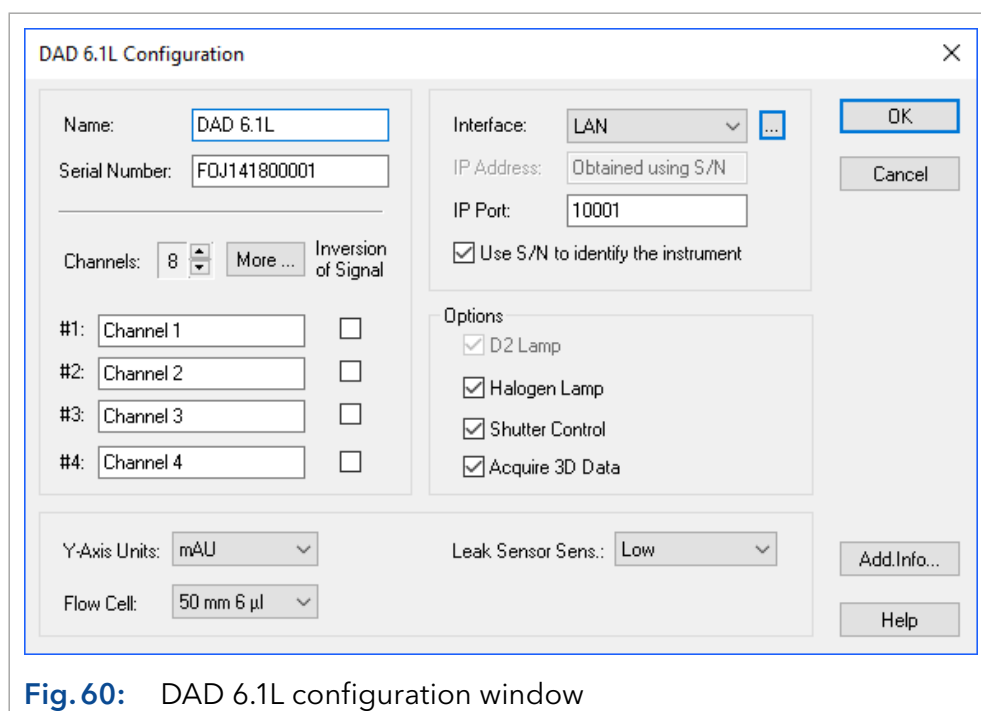 DAD 6.1L Configuration
Name: DAD 6.1L
Serial Number: FOJ141800001
Channels: 8 More ... Inversion of Signal
#1: Channel 1
#2: Channel 2
#3: Channel 3
#4: Channel 4
Interface: LAN ...
IP Address: Obtained using S/N
IP Port: 10001
Use S/N to identify the instrument
Options
D2 Lamp
Halogen Lamp
Shutter Control
Acquire 3D Data
Y-Axis Units: mAU
Flow Cell: 50 mm 6 µl
Leak Sensor Sens.: Low
OK
Cancel
Add.Info...
Help
Fig. 60: DAD 6.1L configuration window